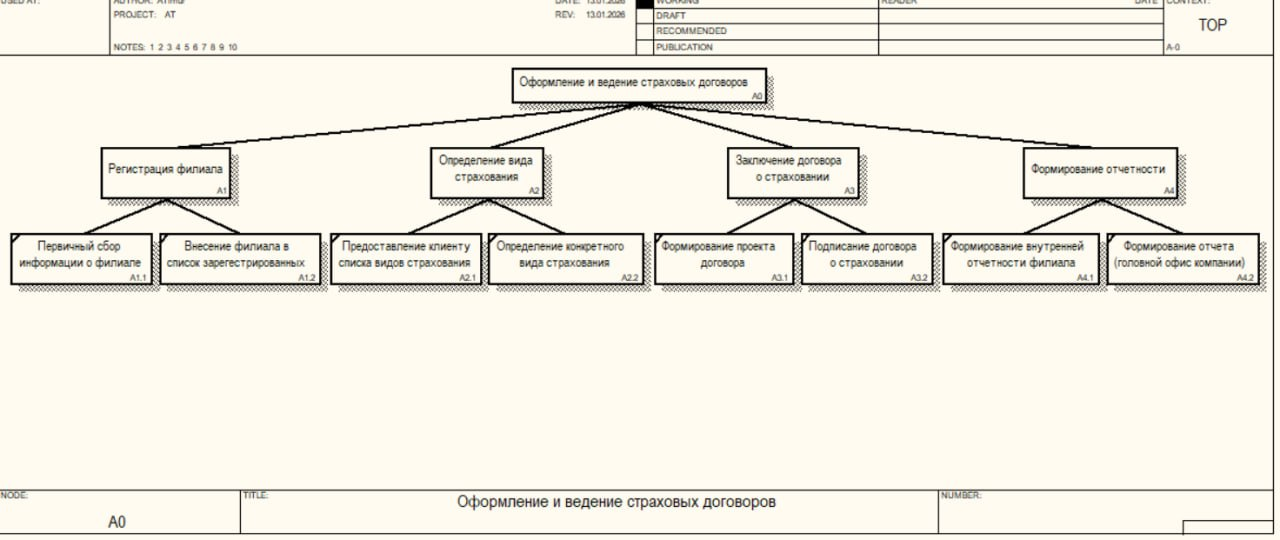 USED AT:
AUTHOR:
DATE: 13.01.2026
WORKING
READER
DATE
CONTEXT:
PROJECT: AT
REV: 13.01.2026
DRAFT
TOP
RECOMMENDED
NOTES: 1 2 3 4 5 6 7 8 9 10
PUBLICATION
A-0
Оформление и ведение страховых договоров
A0
Регистрация филиала
A1
Определение вида
страхования
A2
Заключение договора
о страховании
A3
Формирование отчетности
A4
Первичный сбор
информации о филиале
A1.1
Внесение филиала в
список зарегестрированных
A1.2
Предоставление клиенту
списка видов страхования
A2.1
Определение конкретного
вида страхования
A2.2
Формирование проекта
договора
A3.1
Подписание договора
о страховании
A3.2
Формирование внутренней
отчетности филиала
A4.1
Формирование отчета
(головной офис компании)
A4.2
NODE:
TITLE:
Оформление и ведение страховых договоров
NUMBER:
A0